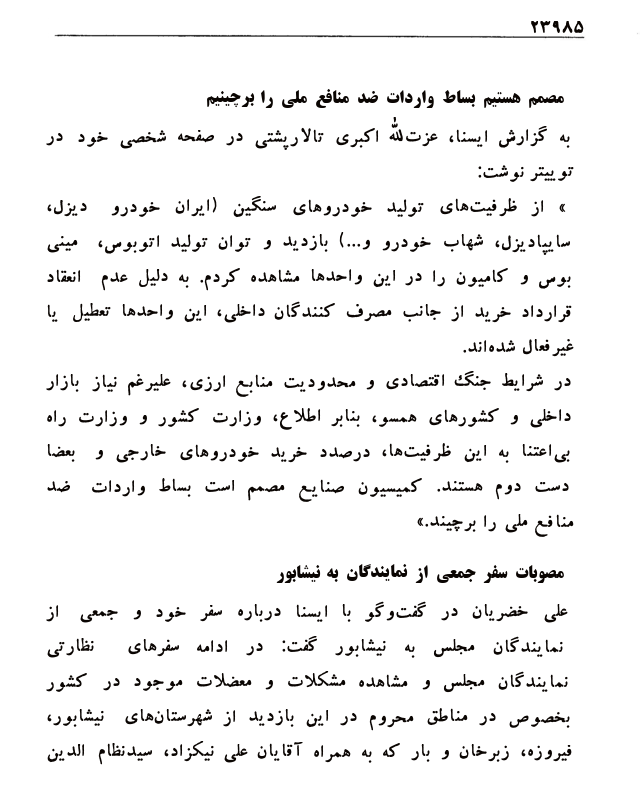 ۲۳۹۸۵
مصمم هستیم بساط واردات ضد منافع ملی را برچینیم
به گزارش ایسنا، عزت‌الله اکبری تالارپشتی در صفحه شخصی خود در
توییتر نوشت:
» از ظرفیت‌های تولید خودروهای سنگین (ایران خودرو دیزل،
سایپادیزل، شهاب خودرو و...) بازدید و توان تولید اتوبوس، مینی
بوس و کامیون را در این واحدها مشاهده کردم. به دلیل عدم انعقاد
قرارداد خرید از جانب مصرف کنندگان داخلی، این واحدها تعطیل یا
غیرفعال شده‌اند.
در شرایط جنگ اقتصادی و محدودیت منابع ارزی، علیرغم نیاز بازار
داخلی و کشورهای همسو، بنابر اطلاع، وزارت کشور و وزارت راه
بی‌اعتنا به این ظرفیت‌ها، درصدد خرید خودروهای خارجی و بعضا
دست دوم هستند. کمیسیون صنایع مصمم است بساط واردات ضد
منافع ملی را برچیند.»
مصوبات سفر جمعی از نمایندگان به نیشابور
علی خضریان در گفت‌وگو با ایسنا درباره سفر خود و جمعی از
نمایندگان مجلس به نیشابور گفت: در ادامه سفرهای نظارتی
نمایندگان مجلس و مشاهده مشکلات و معضلات موجود در کشور
بخصوص در مناطق محروم در این بازدید از شهرستان‌های نیشابور،
فیروزه، زبرخان و بار که به همراه آقایان علی نیکزاد، سیدنظام الدین